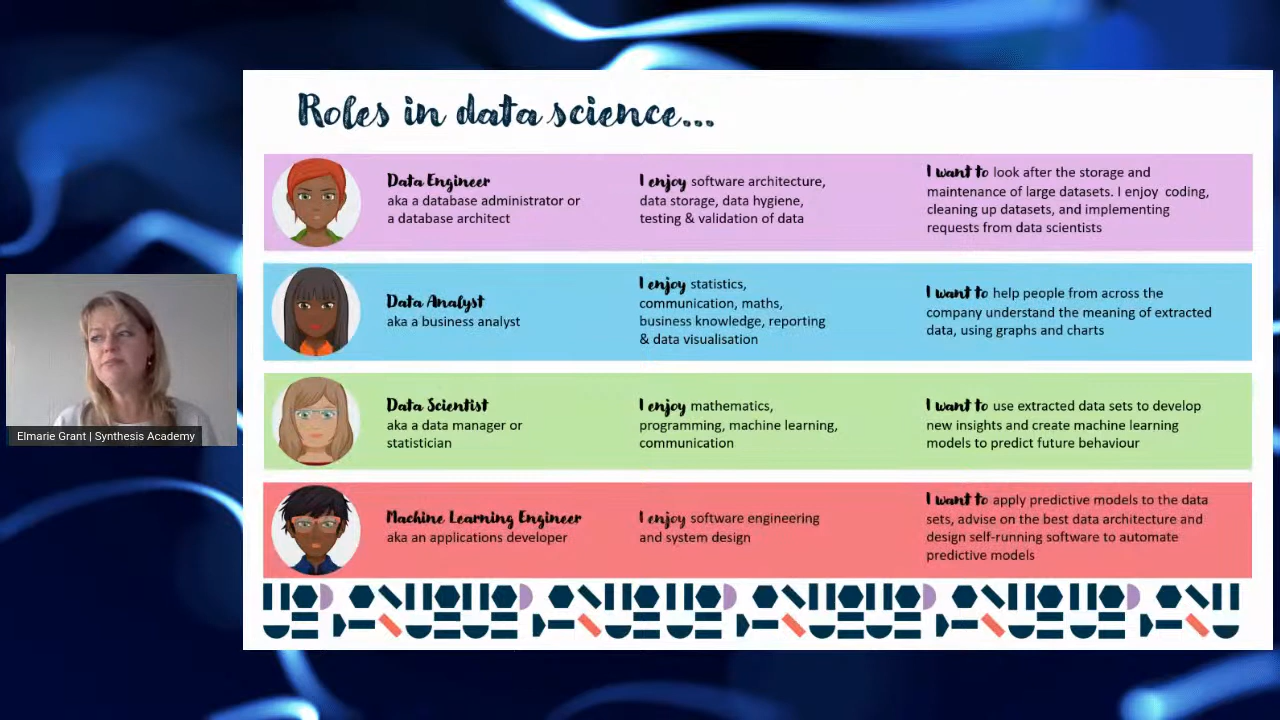 Roles in data science...
Data Engineer
aka a database administrator or
a database architect
I enjoy software architecture,
data storage, data hygiene,
testing & validation of data
I want to look after the storage and
maintenance of large datasets. I enjoy coding,
cleaning up datasets, and implementing
requests from data scientists
Data Analyst
aka a business analyst
I enjoy statistics,
communication, maths,
business knowledge, reporting
& data visualisation
I want to help people from across the
company understand the meaning of extracted
data, using graphs and charts
Data Scientist
aka a data manager or
statistician
I enjoy mathematics,
programming, machine learning,
communication
I want to use extracted data sets to develop
new insights and create machine learning
models to predict future behaviour
Machine Learning Engineer
aka an applications developer
I enjoy software engineering
and system design
I want to apply predictive models to the data
sets, advise on the best data architecture and
design self-running software to automate
predictive models
Elmarie Grant | Synthesis Academy